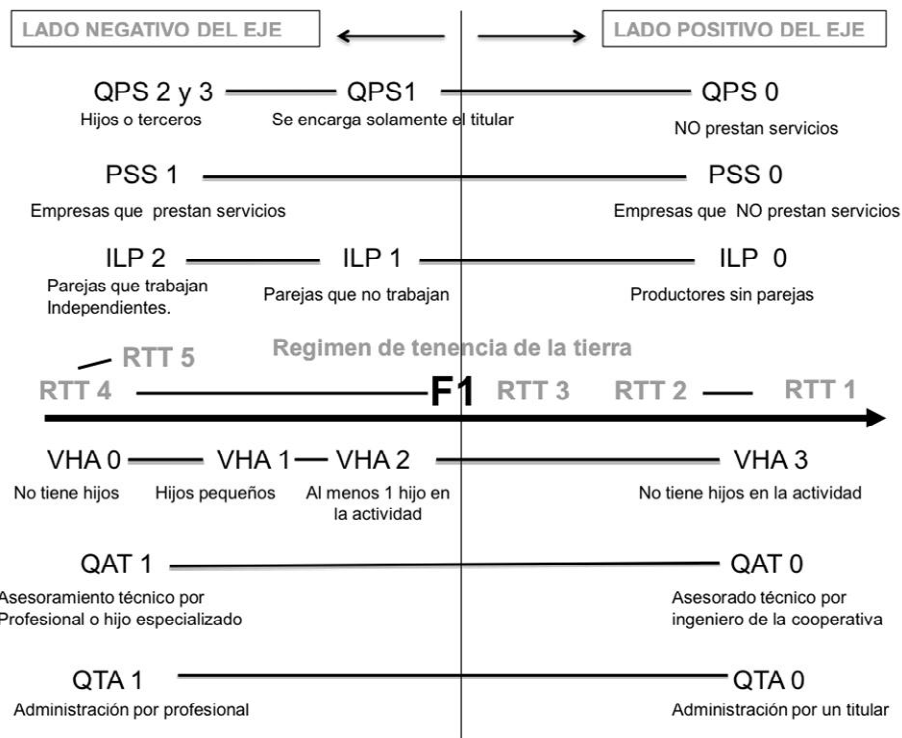 LADO NEGATIVO DEL EJE
LADO POSITIVO DEL EJE
QPS 2 y 3
QPS1
QPS 0
Hijos o terceros
Se encarga solamente el titular
NO prestan servicios
PSS 1
PSS 0
Empresas que prestan servicios
Empresas que NO prestan servicios
ILP 2
ILP 1
ILP 0
Parejas que trabajan
Independientes.
Parejas que no trabajan
Productores sin parejas
Regimen de tenencia de la tierra
RTT 5
RTT 4
F1
RTT 3
RTT 2
RTT 1
VHA 0
VHA 1
VHA 2
VHA 3
No tiene hijos
Hijos pequeños
Al menos 1 hijo en
la actividad
No tiene hijos en la actividad
QAT 1
QAT 0
Asesoramiento técnico por
Profesional o hijo especializado
Asesorado técnico por
ingeniero de la cooperativa
QTA 1
QTA 0
Administración por profesional
Administración por un titular